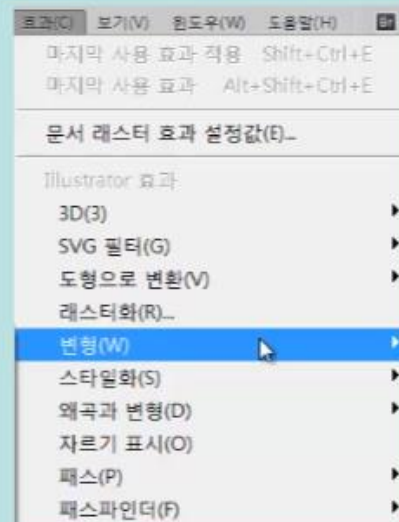 효과(C) 보기(V) 윈도우(W) 도움말(H) Br
마지막 사용 효과 적용 Shift+Ctrl+E
마지막 사용 효과 Alt+Shift+Ctrl+E
문서 래스터 효과 설정값(E)...
Illustrator 효과
3D(3)
SVG 필터(G)
도형으로 변환(V)
래스터화(R)...
변형(W)
스타일화(S)
왜곡과 변형(D)
자르기 표시(O)
패스(P)
패스파인더(F)